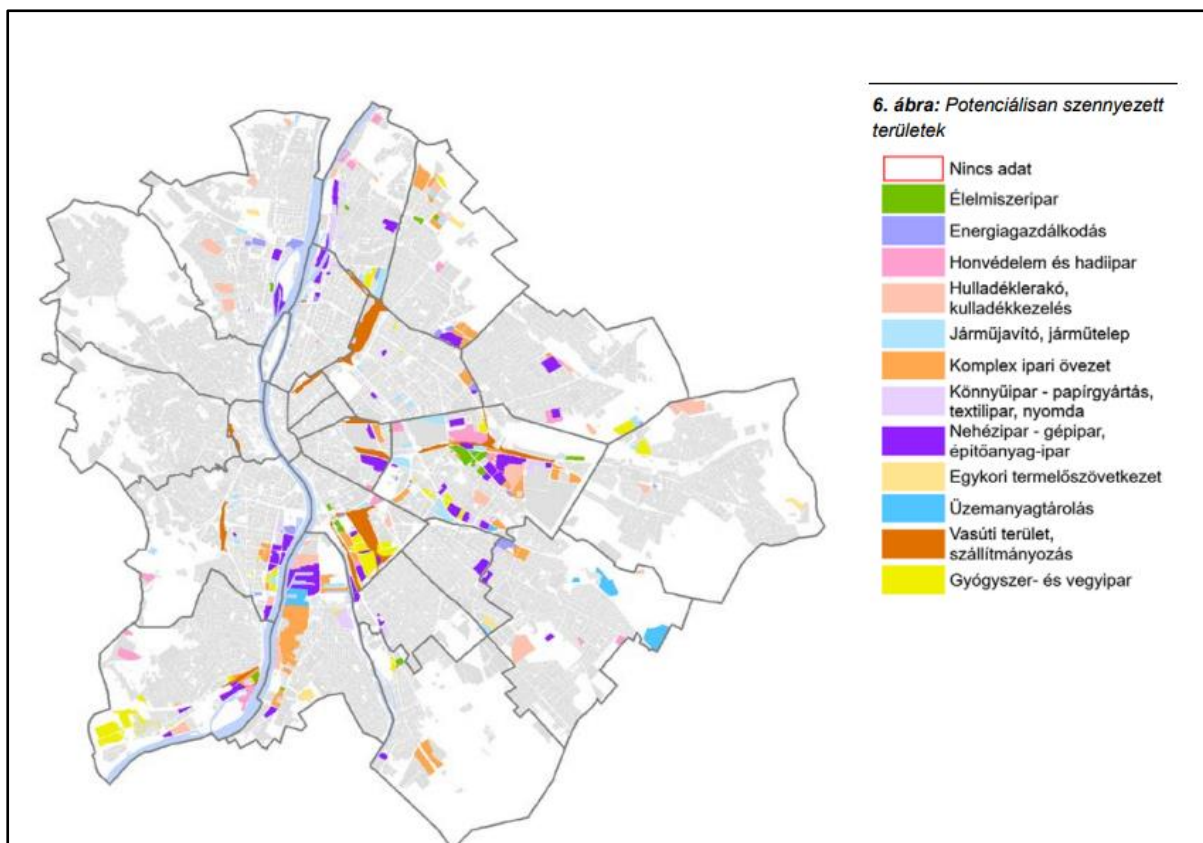 6. ábra: Potenciálisan szennyezett
területek
Nincs adat
Élelmiszeripar
Energiagazdálkodás
Honvédelem és hadiipar
Hulladéklerakó,
kulladékkezelés
Járműjavító, járműtelep
Komplex ipari övezet
Könnyűipar - papírgyártás,
textilipar, nyomda
Nehézipar - gépipar,
építőanyag-ipar
Egykori termelőszövetkezet
Üzemanyagtárolás
Vasúti terület,
szállítmányozás
Gyógyszer- és vegyipar